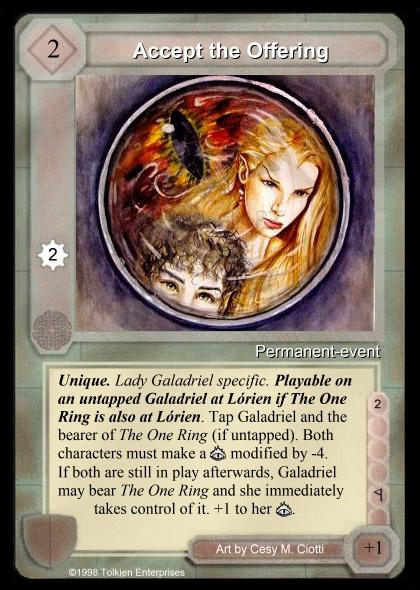 2
Accept the Offering
2
Permanent-event
Unique. Lady Galadriel specific. Playable on
an untapped Galadriel at Lórien if The One
Ring is also at Lórien. Tap Galadriel and the
bearer of The One Ring (if untapped). Both
characters must make a modified by -4.
If both are still in play afterwards, Galadriel
may bear The One Ring and she immediately
takes control of it. +1 to her .
2
Art by Cesy M. Ciotti
+1
©1998 Tolkien Enterprises